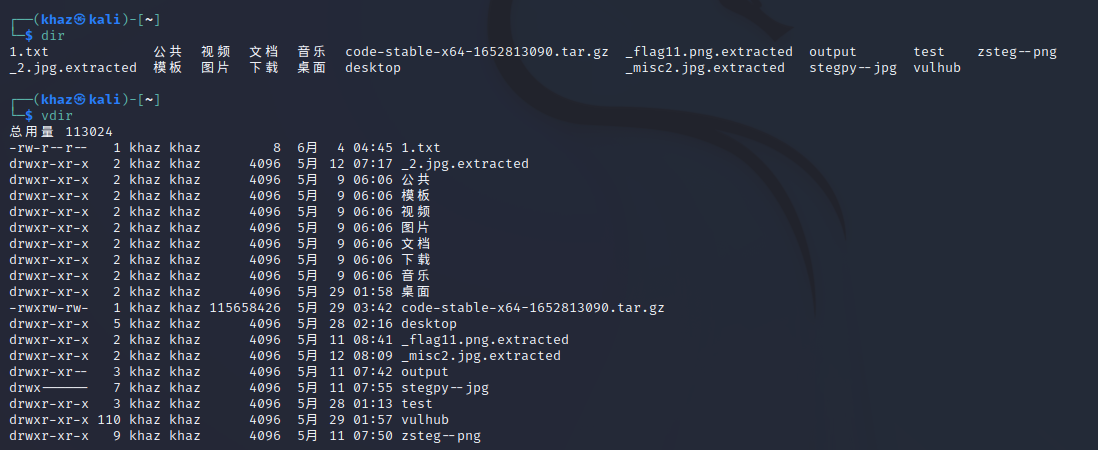 ┌──(khaz㉿kali)-[~]
└─$ dir
1.txt 公共 视频 文档 音乐 code-stable-x64-1652813090.tar.gz _flag11.png.extracted output test zsteg--png
_2.jpg.extracted 模板 图片 下载 桌面 desktop _misc2.jpg.extracted stegpy--jpg vulhub
┌──(khaz㉿kali)-[~]
└─$ vdir
总用量 113024
-rw-r--r-- 1 khaz khaz 8 6月 4 04:45 1.txt
drwxr-xr-x 2 khaz khaz 4096 5月 12 07:17 _2.jpg.extracted
drwxr-xr-x 2 khaz khaz 4096 5月 9 06:06 公共
drwxr-xr-x 2 khaz khaz 4096 5月 9 06:06 模板
drwxr-xr-x 2 khaz khaz 4096 5月 9 06:06 视频
drwxr-xr-x 2 khaz khaz 4096 5月 9 06:06 图片
drwxr-xr-x 2 khaz khaz 4096 5月 9 06:06 文档
drwxr-xr-x 2 khaz khaz 4096 5月 9 06:06 下载
drwxr-xr-x 2 khaz khaz 4096 5月 9 06:06 音乐
drwxr-xr-x 2 khaz khaz 4096 5月 29 01:58 桌面
-rwxrw-rw- 1 khaz khaz 115658426 5月 29 03:42 code-stable-x64-1652813090.tar.gz
drwxr-xr-x 5 khaz khaz 4096 5月 28 02:16 desktop
drwxr-xr-x 2 khaz khaz 4096 5月 11 08:41 _flag11.png.extracted
drwxr-xr-x 2 khaz khaz 4096 5月 12 08:09 _misc2.jpg.extracted
drwxr-xr-- 3 khaz khaz 4096 5月 11 07:42 output
drwx------ 7 khaz khaz 4096 5月 11 07:55 stegpy--jpg
drwxr-xr-x 3 khaz khaz 4096 5月 28 01:13 test
drwxr-xr-x 110 khaz khaz 4096 5月 29 01:57 vulhub
drwxr-xr-x 9 khaz khaz 4096 5月 11 07:50 zsteg--png